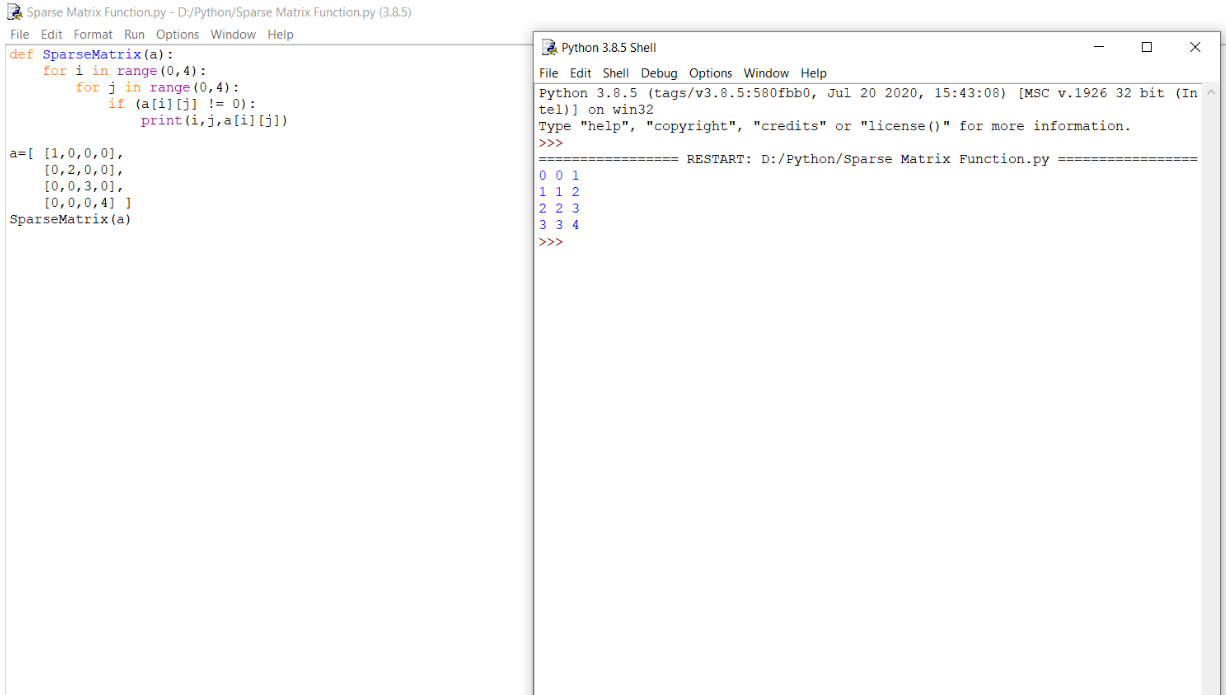 Sparse Matrix Function.py - D:/Python/Sparse Matrix Function.py (3.8.5)
File Edit Format Run Options Window Help
def SparseMatrix(a):
    for i in range(0,4):
        for j in range(0,4):
            if (a[i][j] != 0):
                print(i,j,a[i][j])

a=[ [1,0,0,0],
    [0,2,0,0],
    [0,0,3,0],
    [0,0,0,4] ]
SparseMatrix(a)
Python 3.8.5 Shell
File Edit Shell Debug Options Window Help
Python 3.8.5 (tags/v3.8.5:580fbb0, Jul 20 2020, 15:43:08) [MSC v.1926 32 bit (In
tel)] on win32
Type "help", "copyright", "credits" or "license()" for more information.
>>>
================= RESTART: D:/Python/Sparse Matrix Function.py =================
0 0 1
1 1 2
2 2 3
3 3 4
>>>